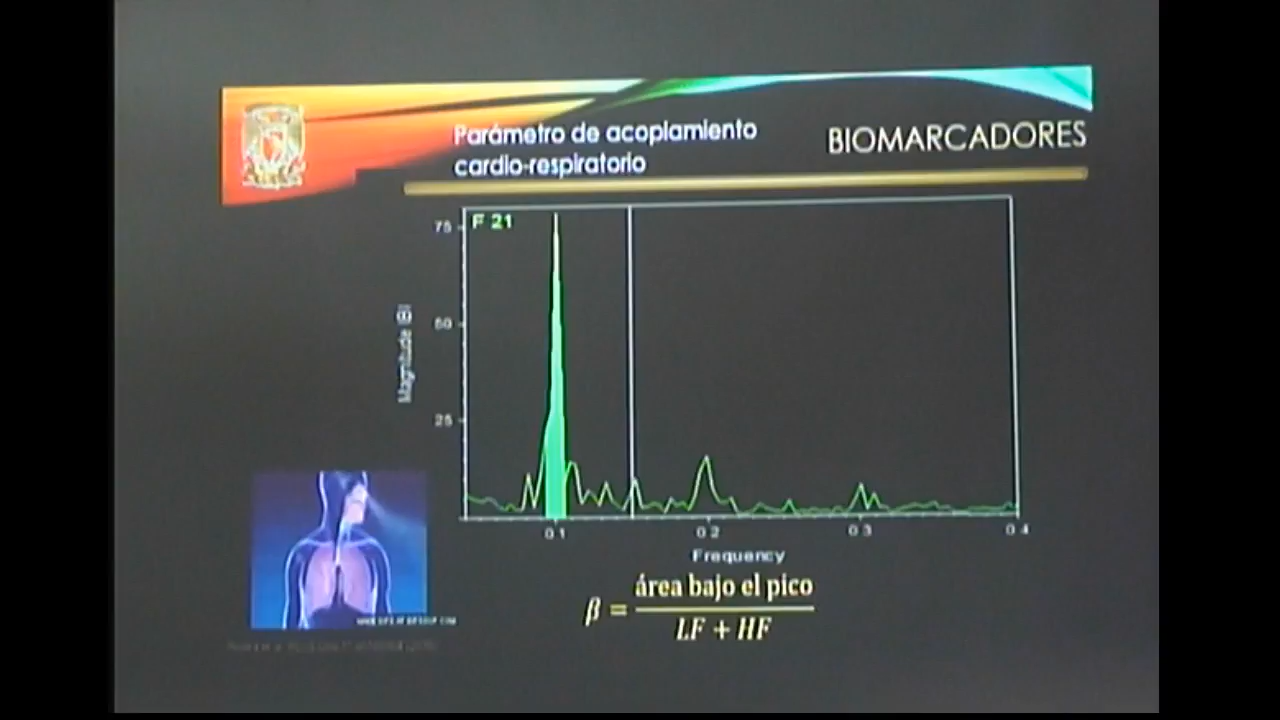 Parámetro de acoplamiento
cardio-respiratorio
BIOMARCADORES
F 21
75
50
25
Magnitude (B)
0.1
0.2
0.3
0.4
Frequency
β = área bajo el pico
LF + HF